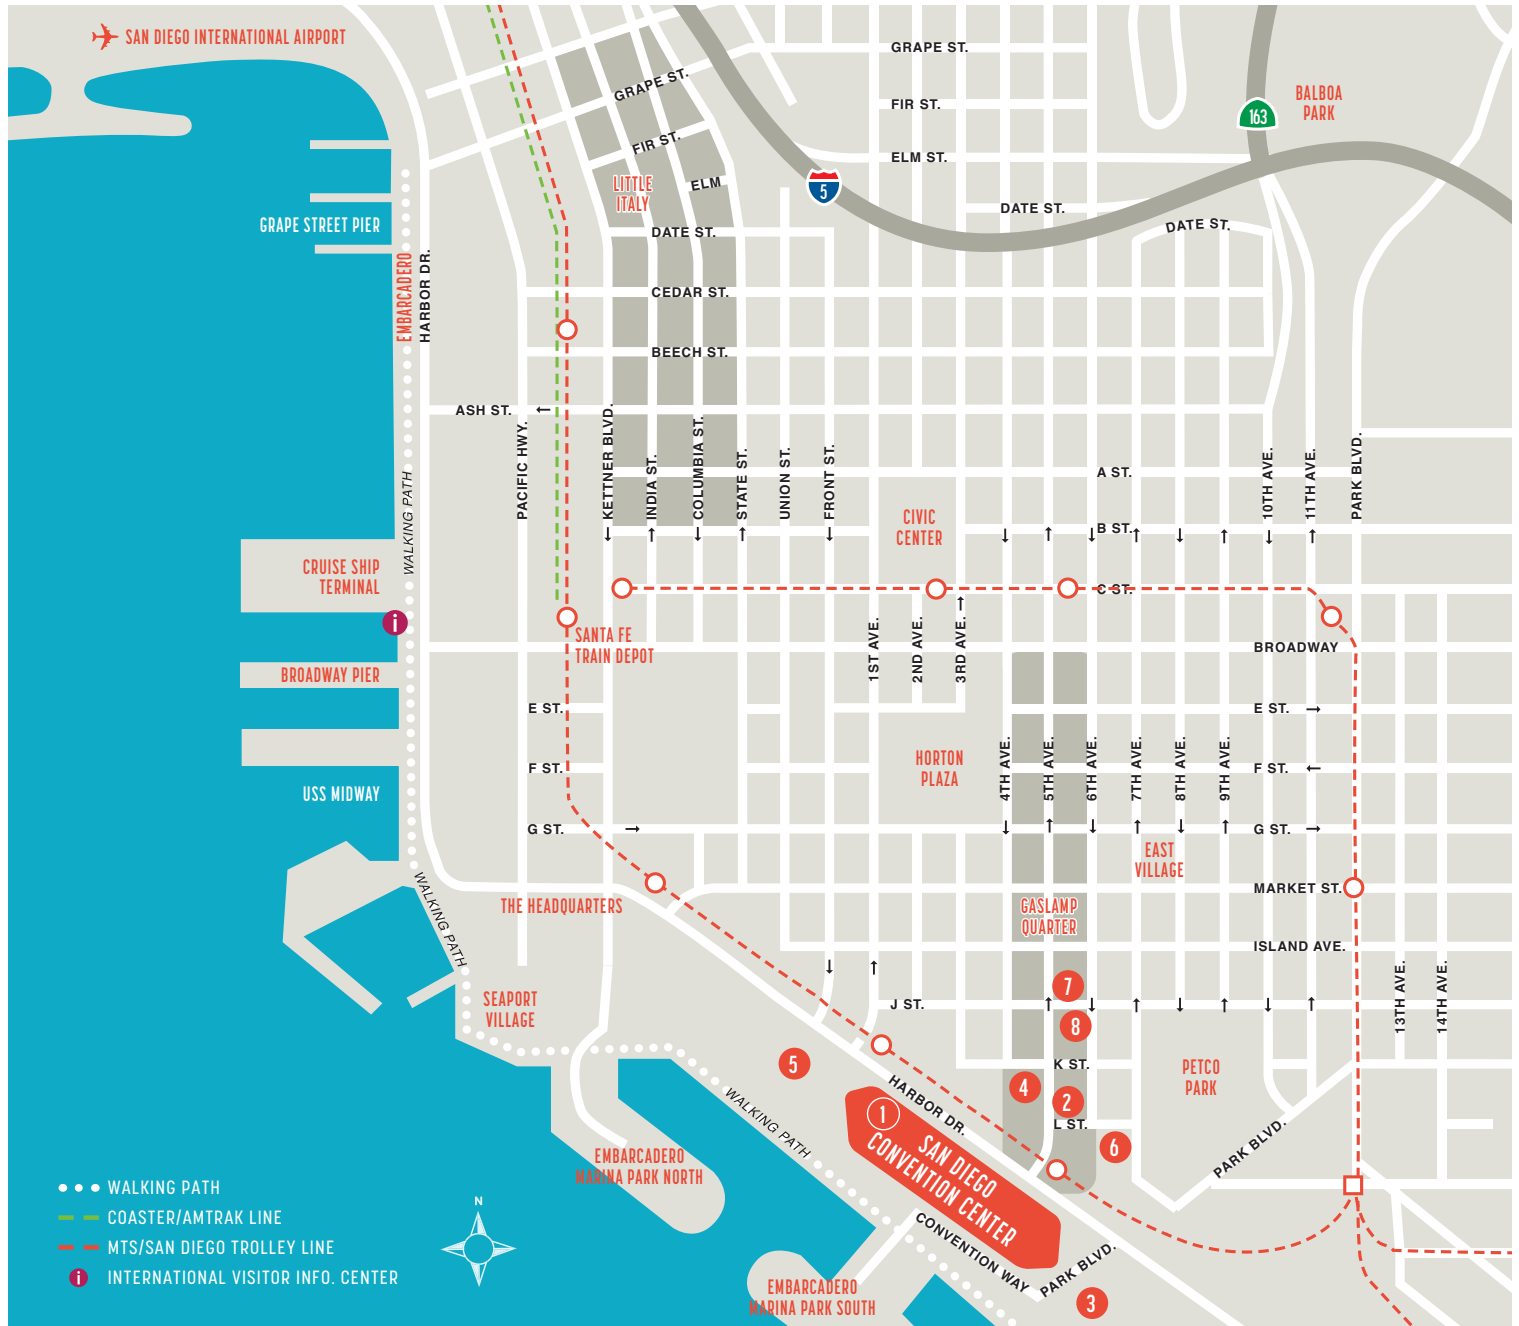 SAN DIEGO INTERNATIONAL AIRPORT
GRAPE ST.
GRAPE ST.
BALBOA
PARK
163
FIR ST.
FIR ST.
ELM ST.
ELM
5
LITTLE
ITALY
DATE ST.
DATE ST.
DATE ST.
GRAPE STREET PIER
EMBARCADERO
HARBOR DR.
CEDAR ST.
BEECH ST.
ASH ST.
PACIFIC HWY.
KETTNER BLVD.
INDIA ST.
COLUMBIA ST.
STATE ST.
UNION ST.
FRONT ST.
A ST.
10TH AVE.
11TH AVE.
PARK BLVD.
WALKING PATH
CIVIC
CENTER
B ST.
CRUISE SHIP
TERMINAL
C ST.
i
SANTA FE
TRAIN DEPOT
1ST AVE.
2ND AVE.
3RD AVE.
BROADWAY
BROADWAY PIER
E ST.
E ST.
HORTON
PLAZA
4TH AVE.
5TH AVE.
6TH AVE.
7TH AVE.
8TH AVE.
9TH AVE.
F ST.
F ST.
USS MIDWAY
G ST.
G ST.
EAST
VILLAGE
MARKET ST.
WALKING PATH
THE HEADQUARTERS
GASLAMP
QUARTER
ISLAND AVE.
7
SEAPORT
VILLAGE
J ST.
13TH AVE.
14TH AVE.
8
5
K ST.
PETCO
PARK
4
2
HARBOR DR.
1
L ST.
WALKING PATH
SAN DIEGO
CONVENTION CENTER
6
PARK BLVD.
EMBARCADERO
MARINA PARK NORTH
CONVENTION WAY
PARK BLVD.
EMBARCADERO
MARINA PARK SOUTH
3
WALKING PATH
COASTER/AMTRAK LINE
MTS/SAN DIEGO TROLLEY LINE
i INTERNATIONAL VISITOR INFO. CENTER
N